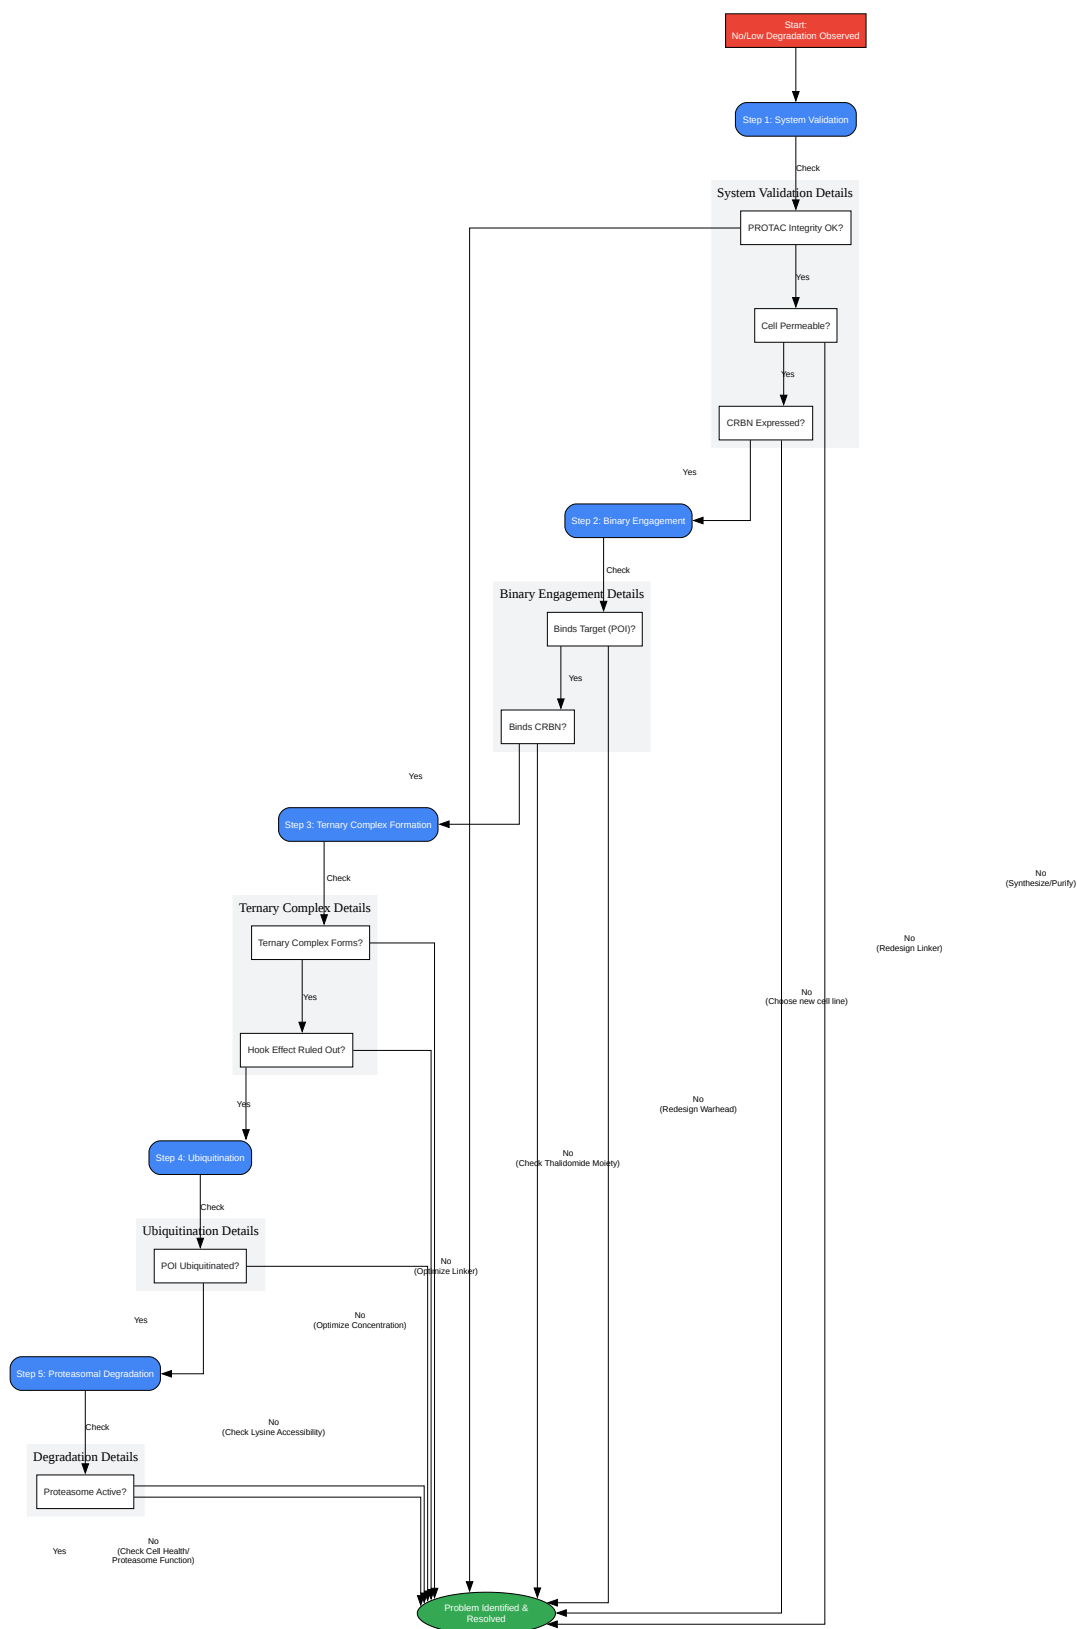 Start:
No/Low Degradation Observed
Step 1: System Validation
Check
System Validation Details
PROTAC Integrity OK?
Yes
Cell Permeable?
Yes
CRBN Expressed?
Yes
Step 2: Binary Engagement
Check
Binary Engagement Details
Binds Target (POI)?
Yes
Binds CRBN?
Yes
Step 3: Ternary Complex Formation
Check
No
(Synthesize/Purify)
Ternary Complex Details
Ternary Complex Forms?
No
(Redesign Linker)
Yes
No
(Choose new cell line)
Hook Effect Ruled Out?
Yes
No
(Redesign Warhead)
Step 4: Ubiquitination
No
(Check Thalidomide Moiety)
Check
Ubiquitination Details
POI Ubiquitinated?
No
(Optimize Linker)
Yes
No
(Optimize Concentration)
Step 5: Proteasomal Degradation
Check
No
(Check Lysine Accessibility)
Degradation Details
Proteasome Active?
Yes
No
(Check Cell Health/
Proteasome Function)
Problem Identified &
Resolved